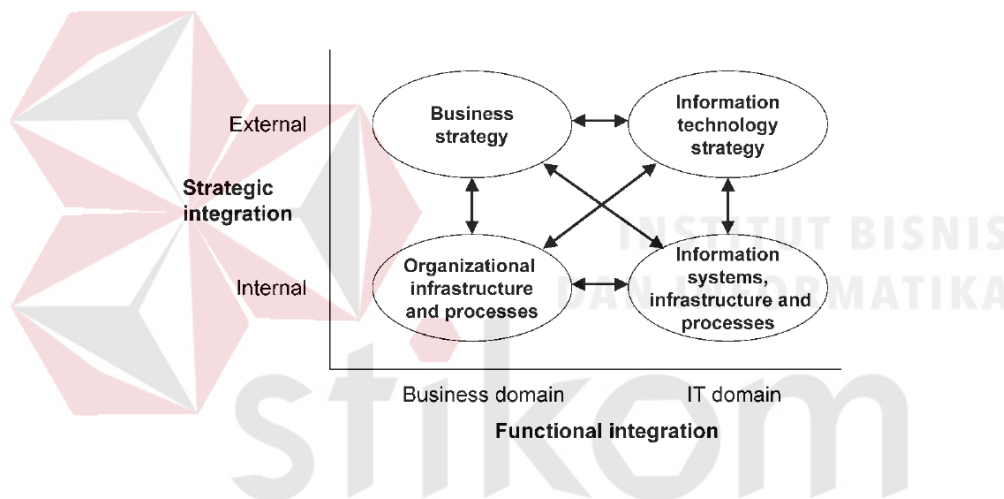 Business
strategy
Information
technology
strategy
External
Strategic
integration
Organizational
infrastructure
and processes
Information
systems,
infrastructure and
processes
Internal
Business domain
IT domain
Functional integration
INSTITUT BISNIS
DAN INFORMATIKA
stikom